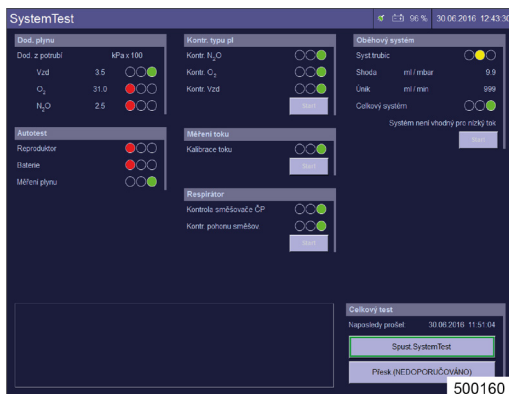 SystemTest
96 %
30.06.2016 12:43:30
Dod. plynu
Dod. z potrubí kPa x 100
Vzd 3.5
O2 31.0
N2O 2.5
Autotest
Reproduktor
Baterie
Měření plynu
Kontr. typu pl
Kontr. N2O
Kontr. O2
Kontr. Vzd
Start
Měření toku
Kalibrace toku
Start
Respirátor
Kontrola směšovače ČP
Kontr. pohonu směšov.
Start
Oběhový systém
Syst.trubic
Shoda ml / mbar 9.9
Únik ml / min 999
Celkový systém
Systém není vhodný pro nízký tok
Start
Celkový test
Naposledy prošel 30.06.2016 11:51:04
Spust.SystemTest
Přesk (NEDOPORUČOVÁNO)
500160